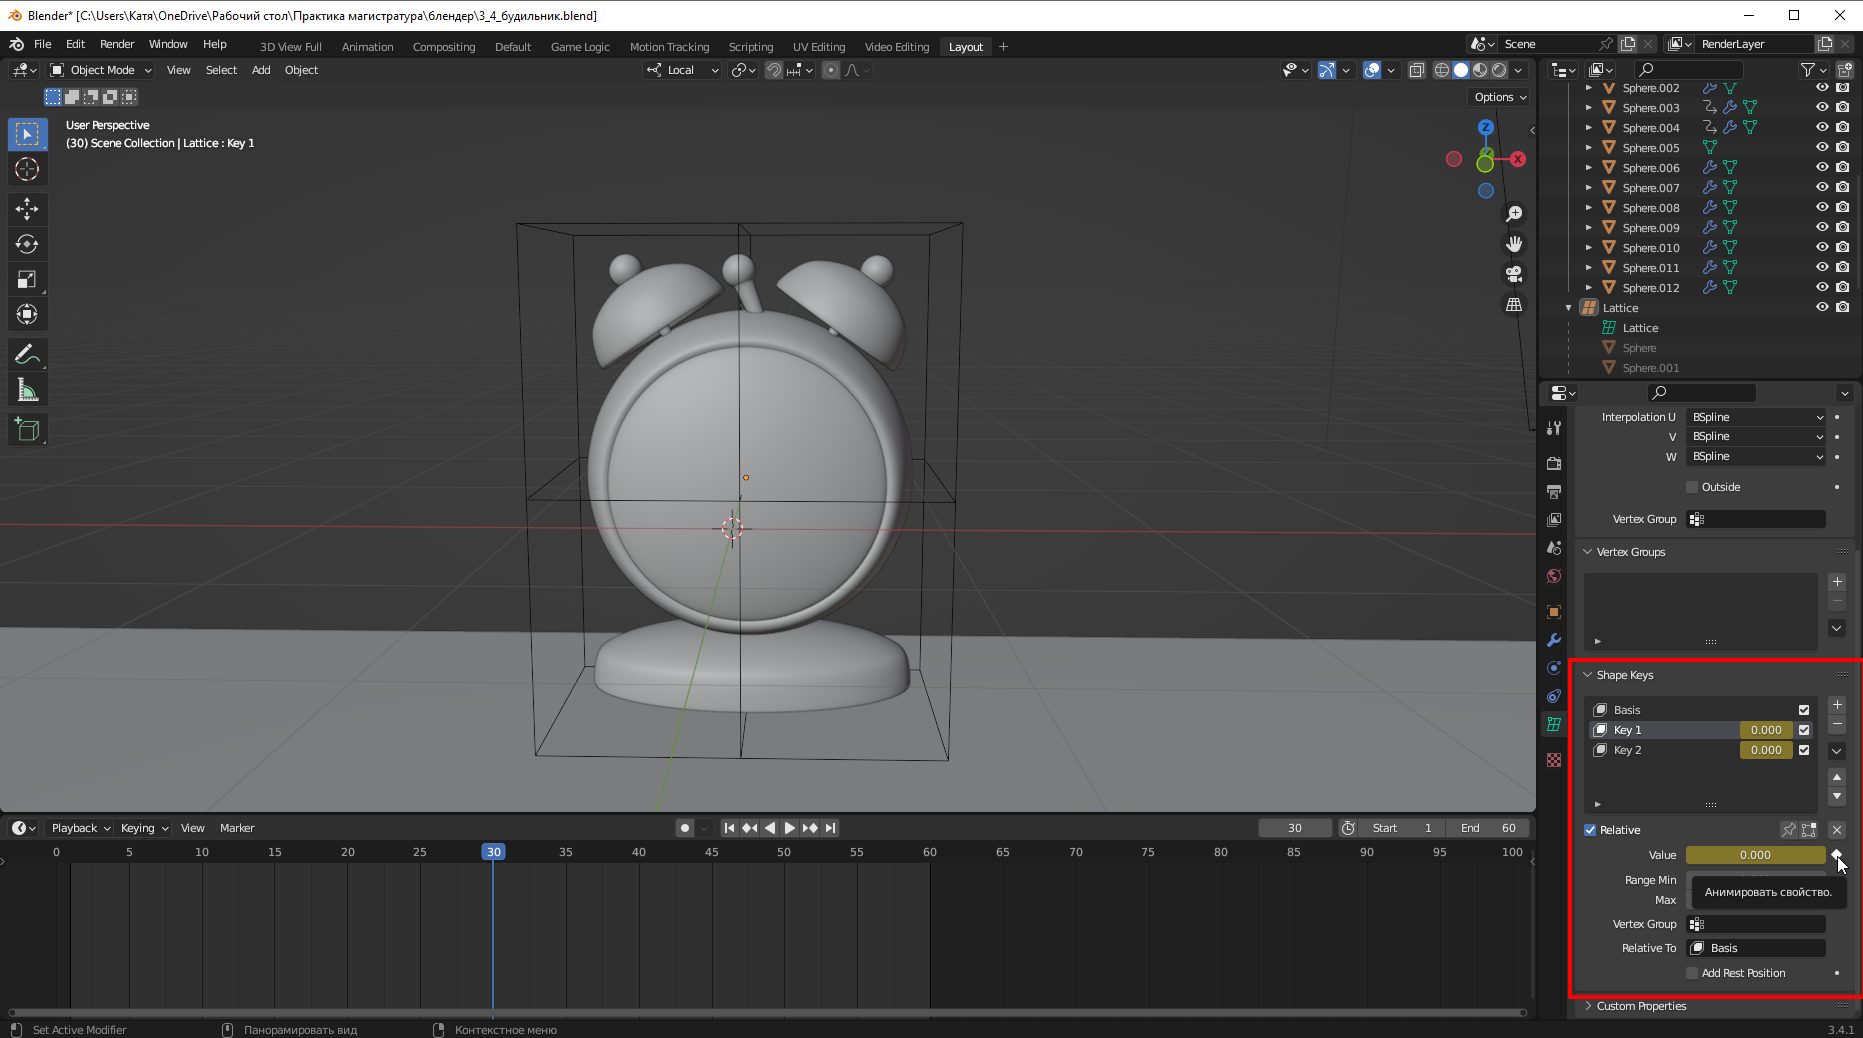 Blender* [C:\Users\Катя\OneDrive\Рабочий стол\Практика магистратура\блендер\3_4_будильник.blend]
File Edit Render Window Help 3D View Full Animation Compositing Default Game Logic Motion Tracking Scripting UV Editing Video Editing Layout + Scene RenderLayer
Object Mode View Select Add Object Local
Options
User Perspective
(30) Scene Collection | Lattice : Key 1
Z
X
Sphere.002
Sphere.003
Sphere.004
Sphere.005
Sphere.006
Sphere.007
Sphere.008
Sphere.009
Sphere.010
Sphere.011
Sphere.012
Lattice
Lattice
Sphere
Sphere.001
Interpolation U BSpline
V BSpline
W BSpline
Outside
Vertex Group
Vertex Groups
Shape Keys
Basis
Key 1 0.000
Key 2 0.000
Relative
Value 0.000
Range Min
Анимировать свойство.
Max
Vertex Group
Relative To Basis
Add Rest Position
Custom Properties
Playback Keying View Marker 30 Start 1 End 60
0 5 10 15 20 25 30 35 40 45 50 55 60 65 70 75 80 85 90 95 100
Set Active Modifier Панорамировать вид Контекстное меню 3.4.1